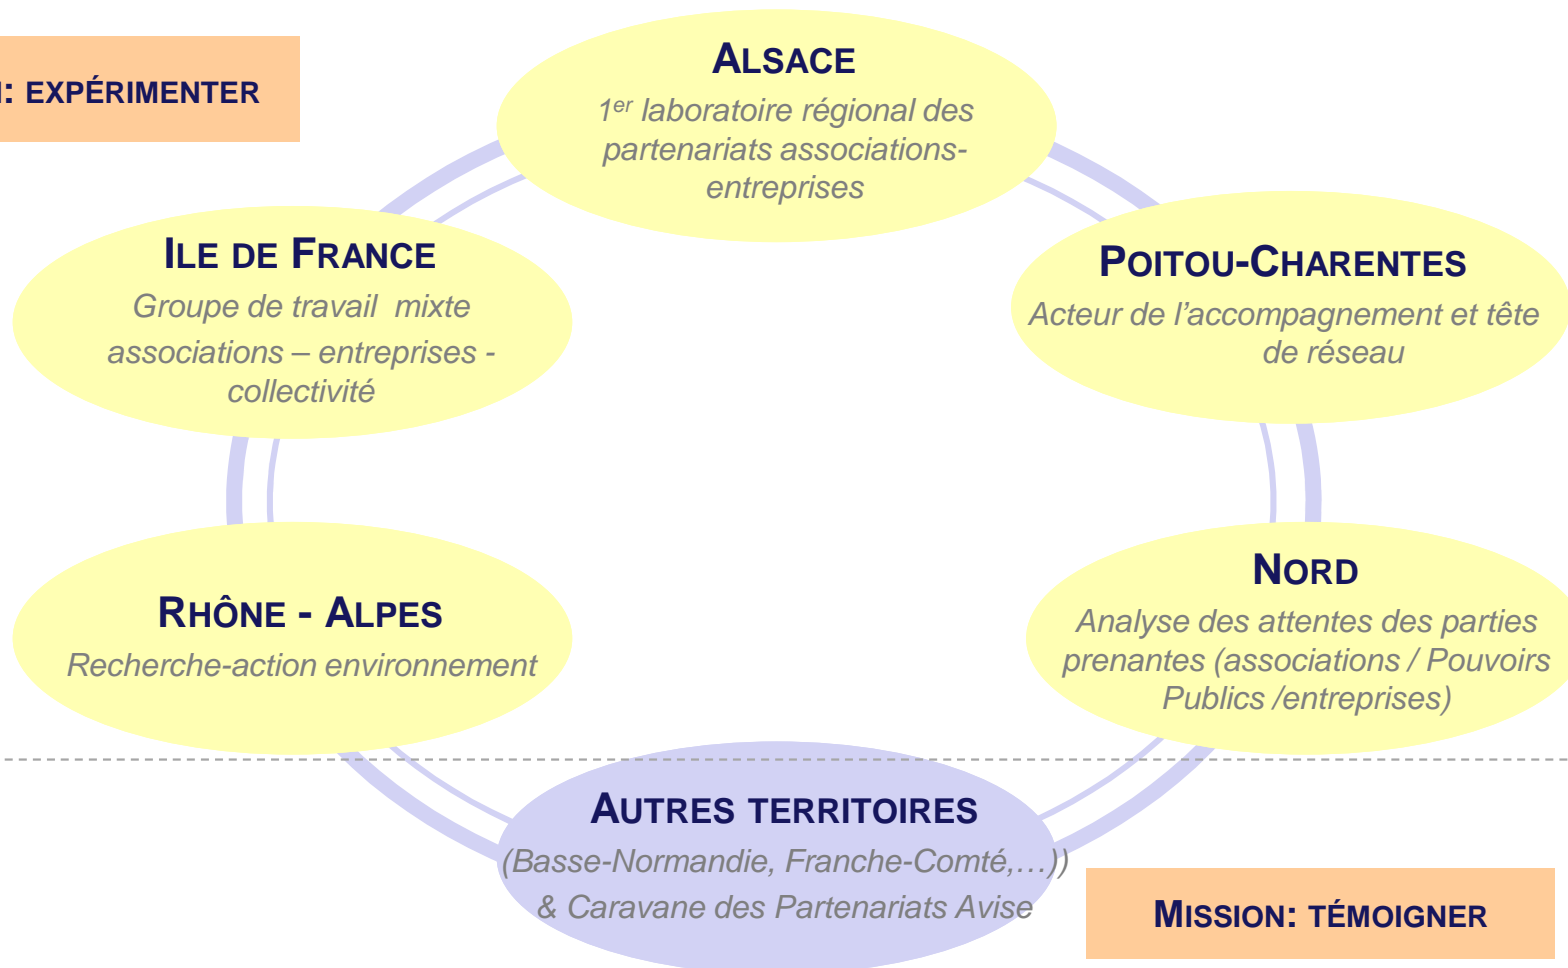 : EXPÉRIMENTER
ALSACE
1er laboratoire régional des
partenariats associations-
entreprises
ILE DE FRANCE
Groupe de travail mixte
associations – entreprises -
collectivité
POITOU-CHARENTES
Acteur de l’accompagnement et tête
de réseau
RHÔNE - ALPES
Recherche-action environnement
NORD
Analyse des attentes des parties
prenantes (associations / Pouvoirs
Publics /entreprises)
AUTRES TERRITOIRES
(Basse-Normandie, Franche-Comté,…))
& Caravane des Partenariats Avise
MISSION: TÉMOIGNER